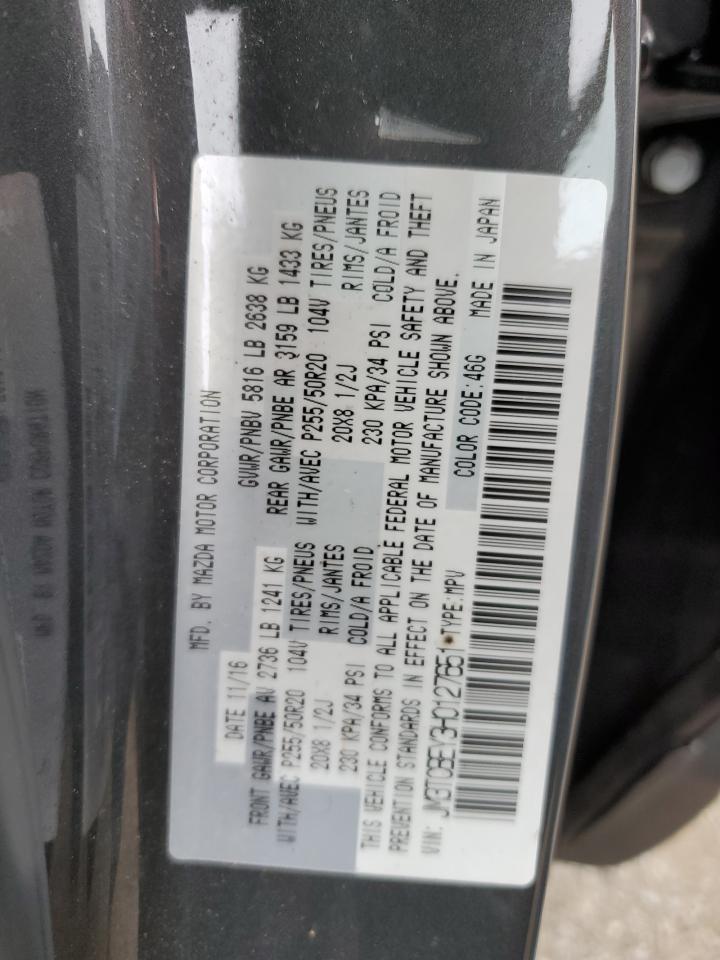 MFD. BY MAZDA MOTOR CORPORATION
DATE 11/16 GVWR/PNBV 5816 LB 2638 KG
FRONT GAWR/PNBE AV 2736 LB 1241 KG REAR GAWR/PNBE AR 3159 LB 1433 KG
WITH/AVEC P255/50R20 104V TIRES/PNEUS WITH/AVEC P255/50R20 104V TIRES/PNEUS
20X8 1/2J RIMS/JANTES 20X8 1/2J RIMS/JANTES
230 KPA/34 PSI COLD/A FROID 230 KPA/34 PSI COLD/A FROID
THIS VEHICLE CONFORMS TO ALL APPLICABLE FEDERAL MOTOR VEHICLE SAFETY AND THEFT
PREVENTION STANDARDS IN EFFECT ON THE DATE OF MANUFACTURE SHOWN ABOVE.
VIN: JM3TCBEY3H0127651 TYPE:MPV COLOR CODE:46G MADE IN JAPAN